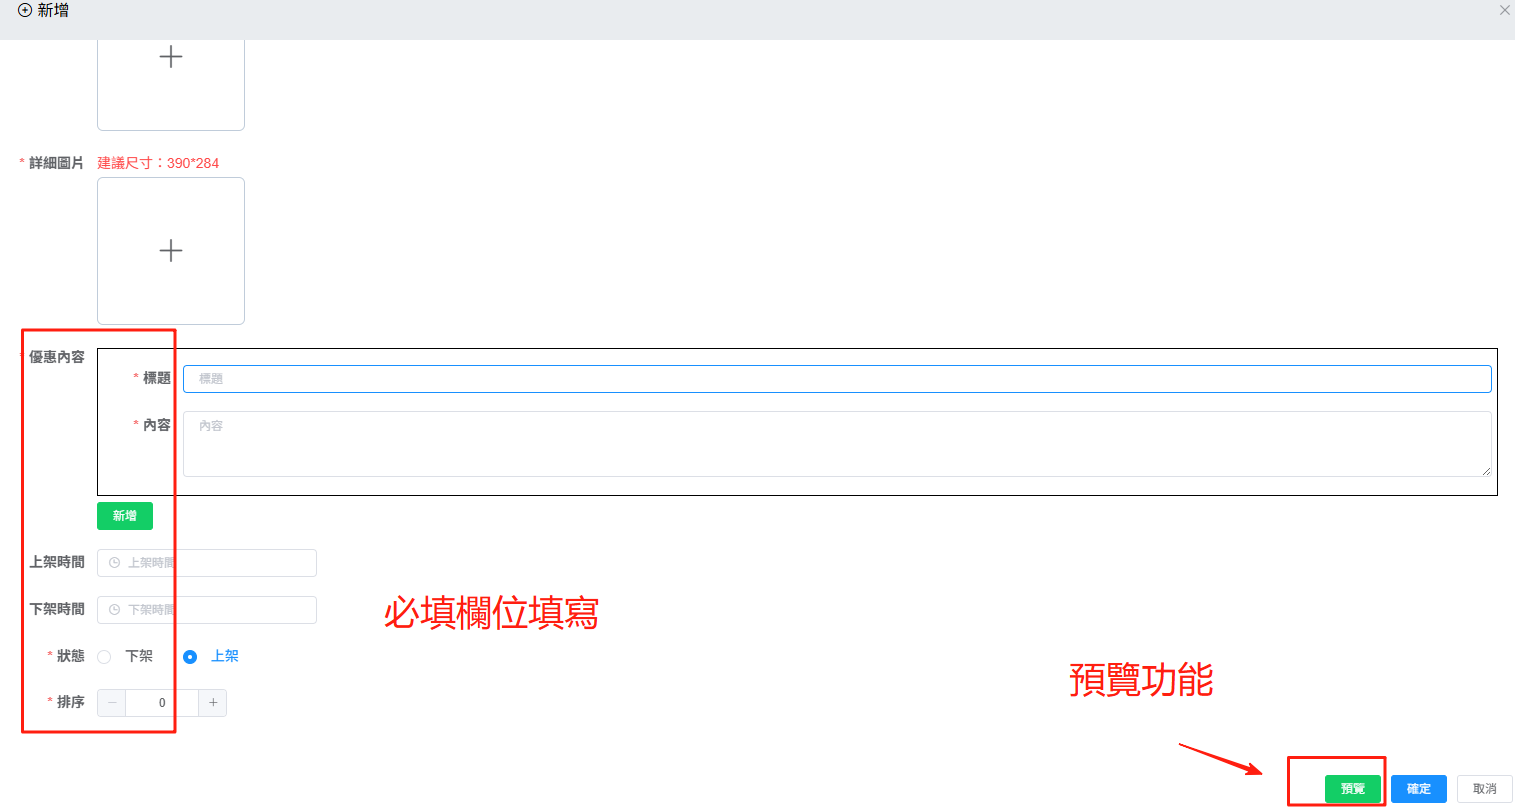 新增
* 詳細圖片 建議尺寸：390*284
* 優惠內容
* 標題 標題
* 內容 內容
新增
上架時間 上架時間
下架時間 下架時間
必填欄位填寫
* 狀態 下架 上架
預覽功能
* 排序 0
預覽 確定 取消